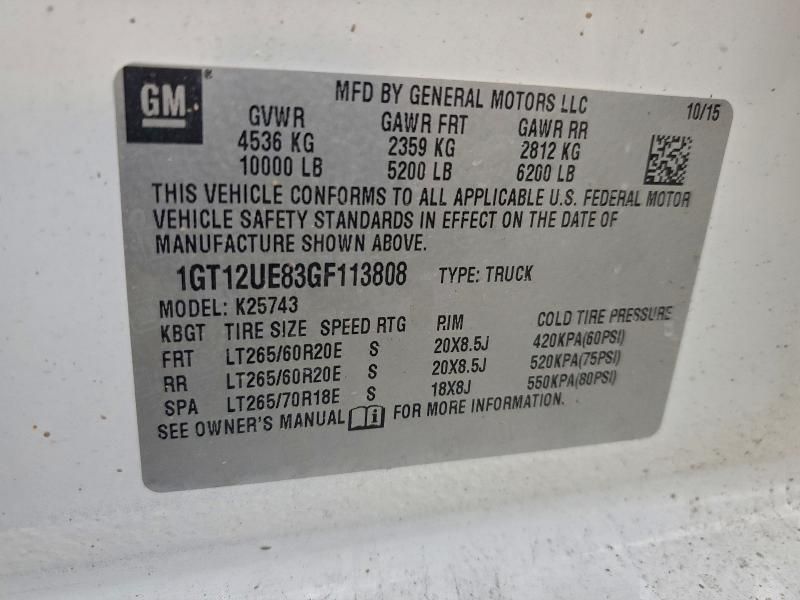 GM ® MFD BY GENERAL MOTORS LLC 10/15
GVWR GAWR FRT GAWR RR
4536 KG 2359 KG 2812 KG
10000 LB 5200 LB 6200 LB
THIS VEHICLE CONFORMS TO ALL APPLICABLE U.S. FEDERAL MOTOR
VEHICLE SAFETY STANDARDS IN EFFECT ON THE DATE OF
MANUFACTURE SHOWN ABOVE.
1GT12UE83GF113808 TYPE: TRUCK
MODEL: K25743
KBGT TIRE SIZE SPEED RTG RIM COLD TIRE PRESSURE
FRT LT265/60R20E S 20X8.5J 420KPA(60PSI)
RR LT265/60R20E S 20X8.5J 520KPA(75PSI)
SPA LT265/70R18E S 18X8J 550KPA(80PSI)
SEE OWNER'S MANUAL i FOR MORE INFORMATION.